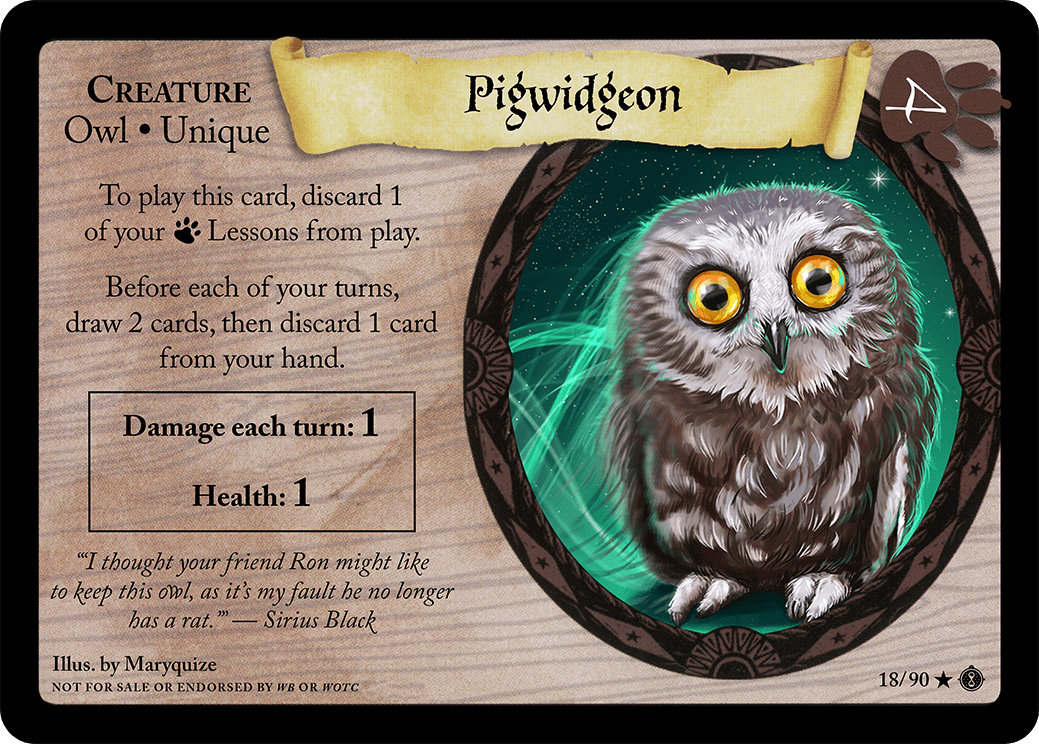 Pigwidgeon
4
CREATURE
Owl • Unique
To play this card, discard 1
of your Lessons from play.
Before each of your turns,
draw 2 cards, then discard 1 card
from your hand.
Damage each turn: 1
Health: 1
“‘I thought your friend Ron might like
to keep this owl, as it’s my fault he no longer
has a rat.’” — Sirius Black
Illus. by Maryquize
NOT FOR SALE OR ENDORSED BY WB OR WOTC
18/90 ★